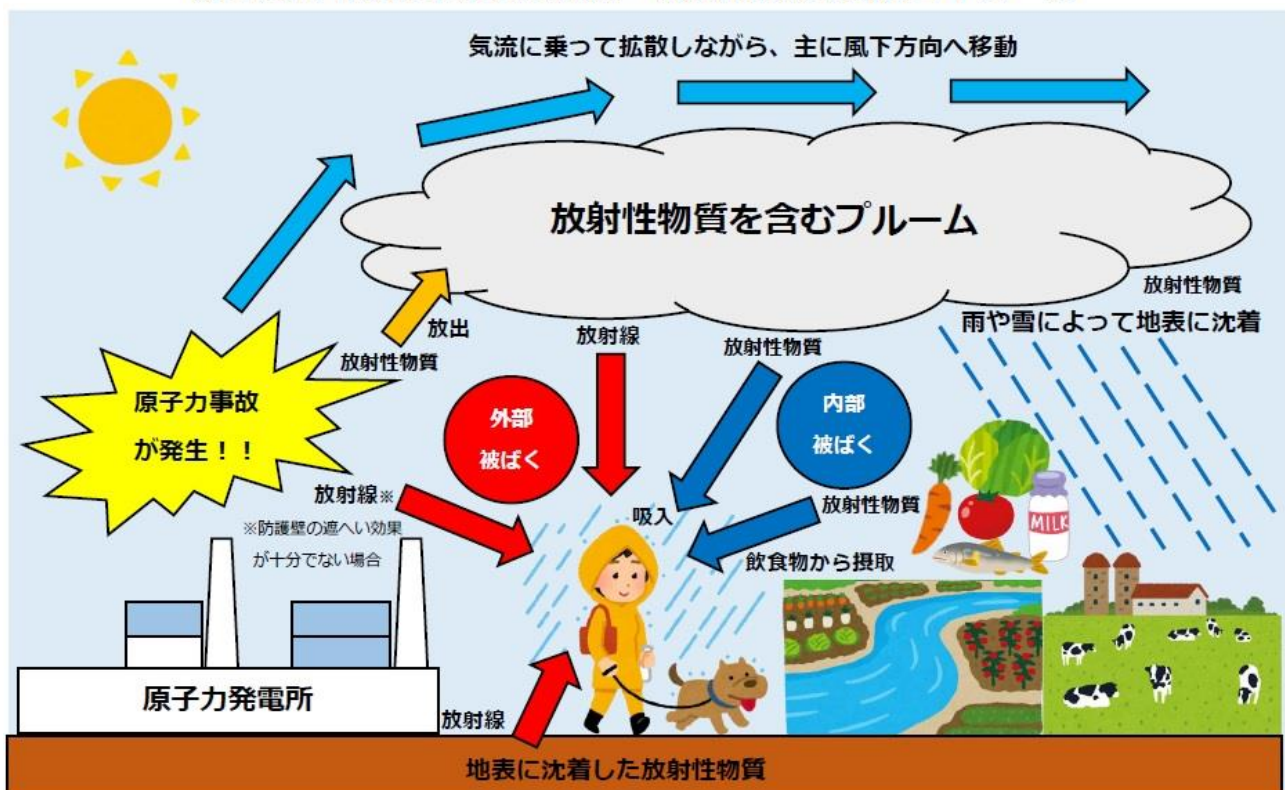 気流に乗って拡散しながら、主に風下方向へ移動
放射性物質を含むプルーム
放射性物質
雨や雪によって地表に沈着
放出
放射性物質
放射線
放射性物質
原子力事故
が発生！！
外部
被ばく
内部
被ばく
放射線※
※防護壁の遮へい効果
が十分でない場合
吸入
放射性物質
飲食物から摂取
MILK
原子力発電所
放射線
地表に沈着した放射性物質